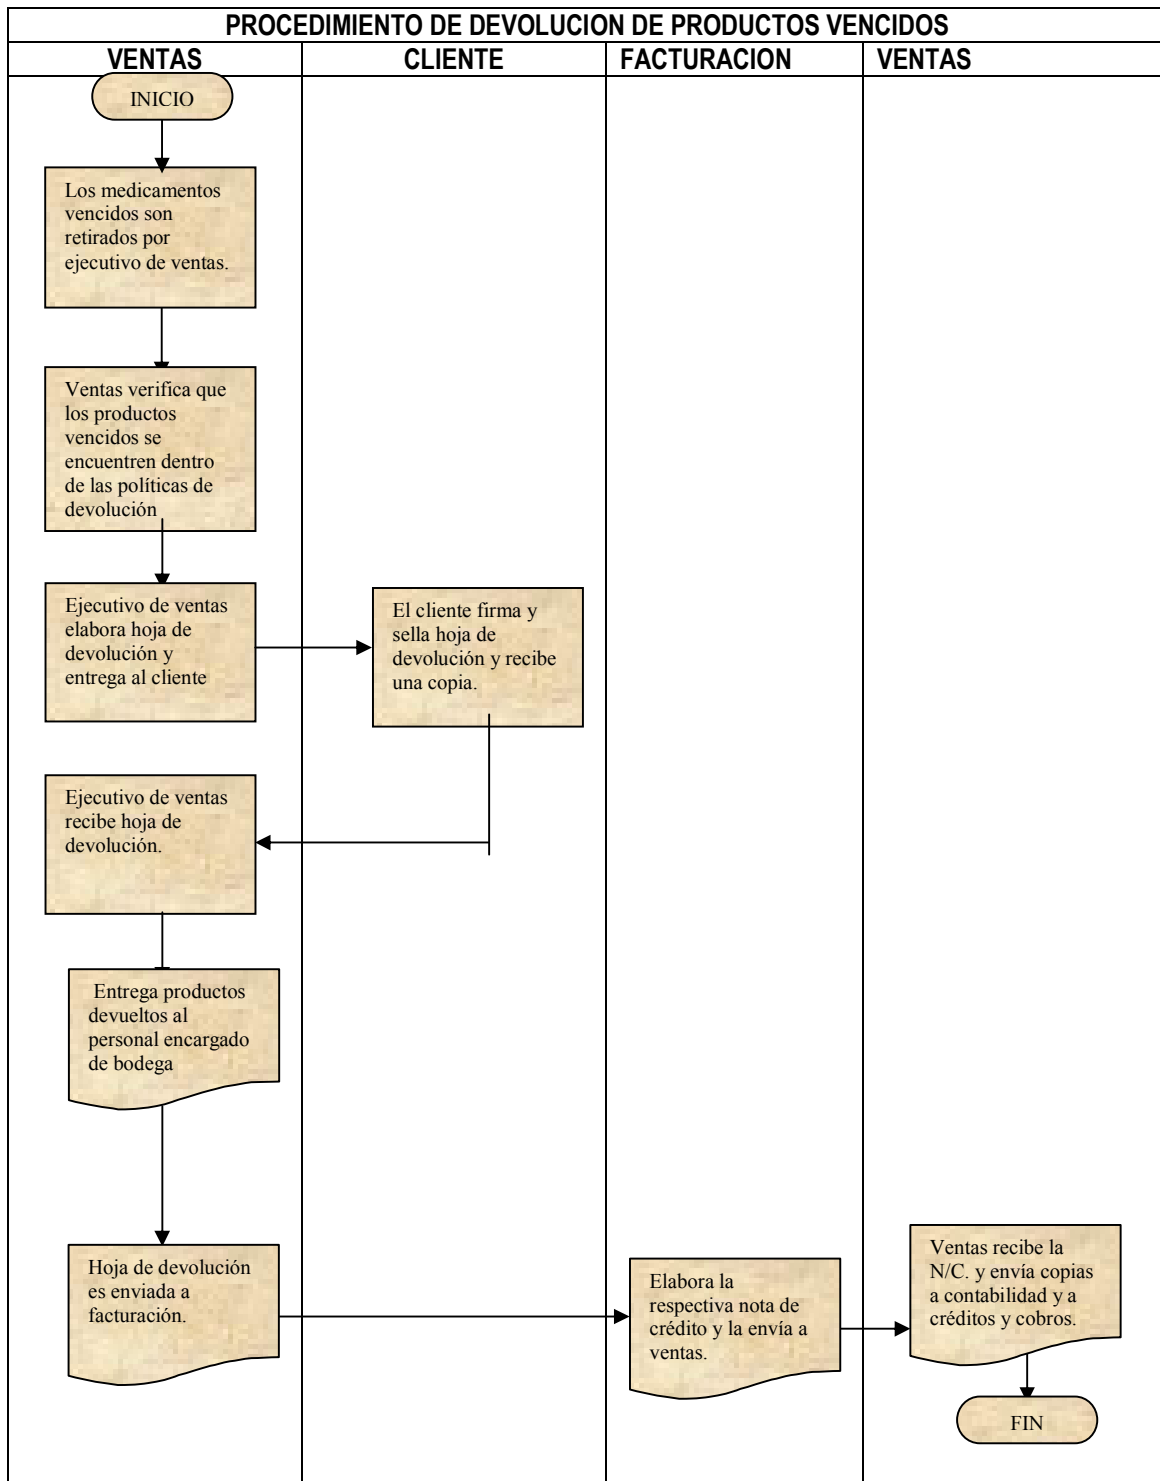 PROCEDIMIENTO DE DEVOLUCION DE PRODUCTOS VENCIDOS
VENTAS
CLIENTE
FACTURACION
VENTAS
INICIO
Los medicamentos
vencidos son
retirados por
ejecutivo de ventas.
Ventas verifica que
los productos
vencidos se
encuentren dentro
de las políticas de
devolución
Ejecutivo de ventas
elabora hoja de
devolución y
entrega al cliente
El cliente firma y
sella hoja de
devolución y recibe
una copia.
Ejecutivo de ventas
recibe hoja de
devolución.
Entrega productos
devueltos al
personal encargado
de bodega
Hoja de devolución
es enviada a
facturación.
Elabora la
respectiva nota de
crédito y la envía a
ventas.
Ventas recibe la
N/C. y envía copias
a contabilidad y a
créditos y cobros.
FIN